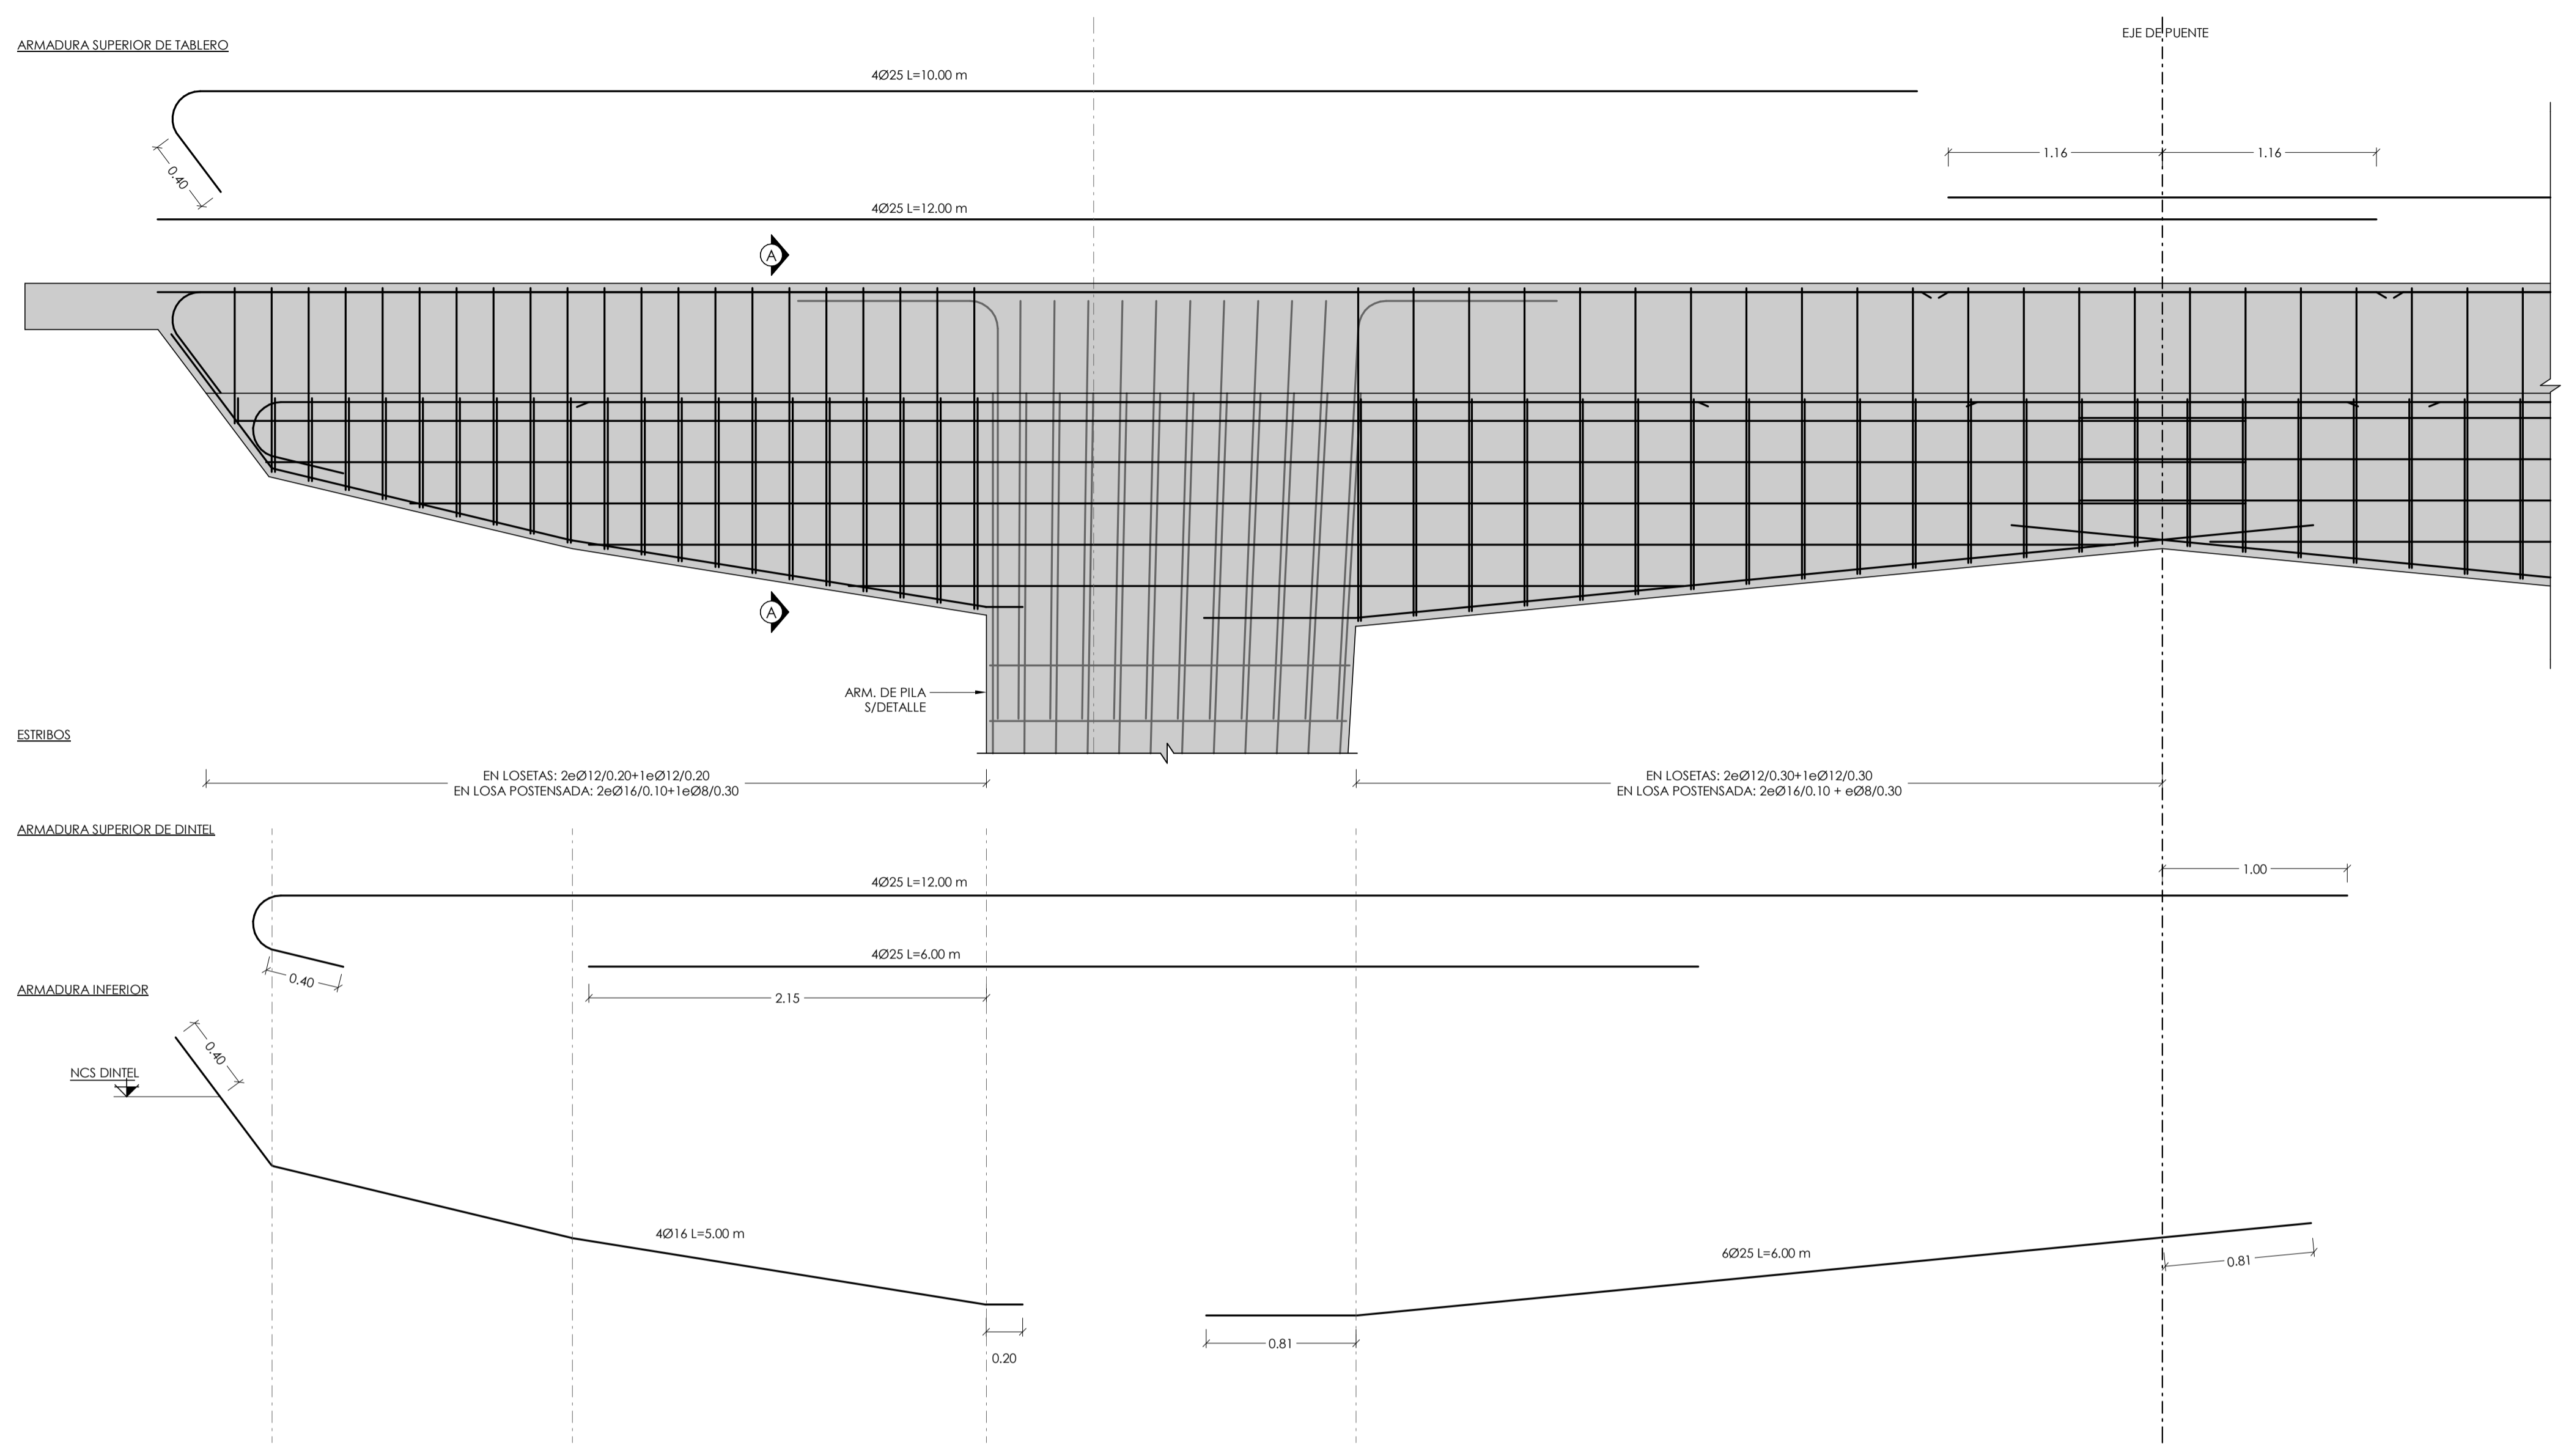 EJE DE PUENTE
ARMADURA SUPERIOR DE TABLERO
4Ø25 L=10.00 m
0.40
1.16
1.16
4Ø25 L=12.00 m
A
A
ARM. DE PILA
S/DETALLE
ESTRIBOS
EN LOSETAS: 2eØ12/0.20+1eØ12/0.20
EN LOSA POSTENSADA: 2eØ16/0.10+1eØ8/0.30
EN LOSETAS: 2eØ12/0.30+1eØ12/0.30
EN LOSA POSTENSADA: 2eØ16/0.10 + eØ8/0.30
ARMADURA SUPERIOR DE DINTEL
4Ø25 L=12.00 m
1.00
0.40
4Ø25 L=6.00 m
2.15
ARMADURA INFERIOR
0.40
NCS DINTEL
4Ø16 L=5.00 m
6Ø25 L=6.00 m
0.81
0.81
0.20